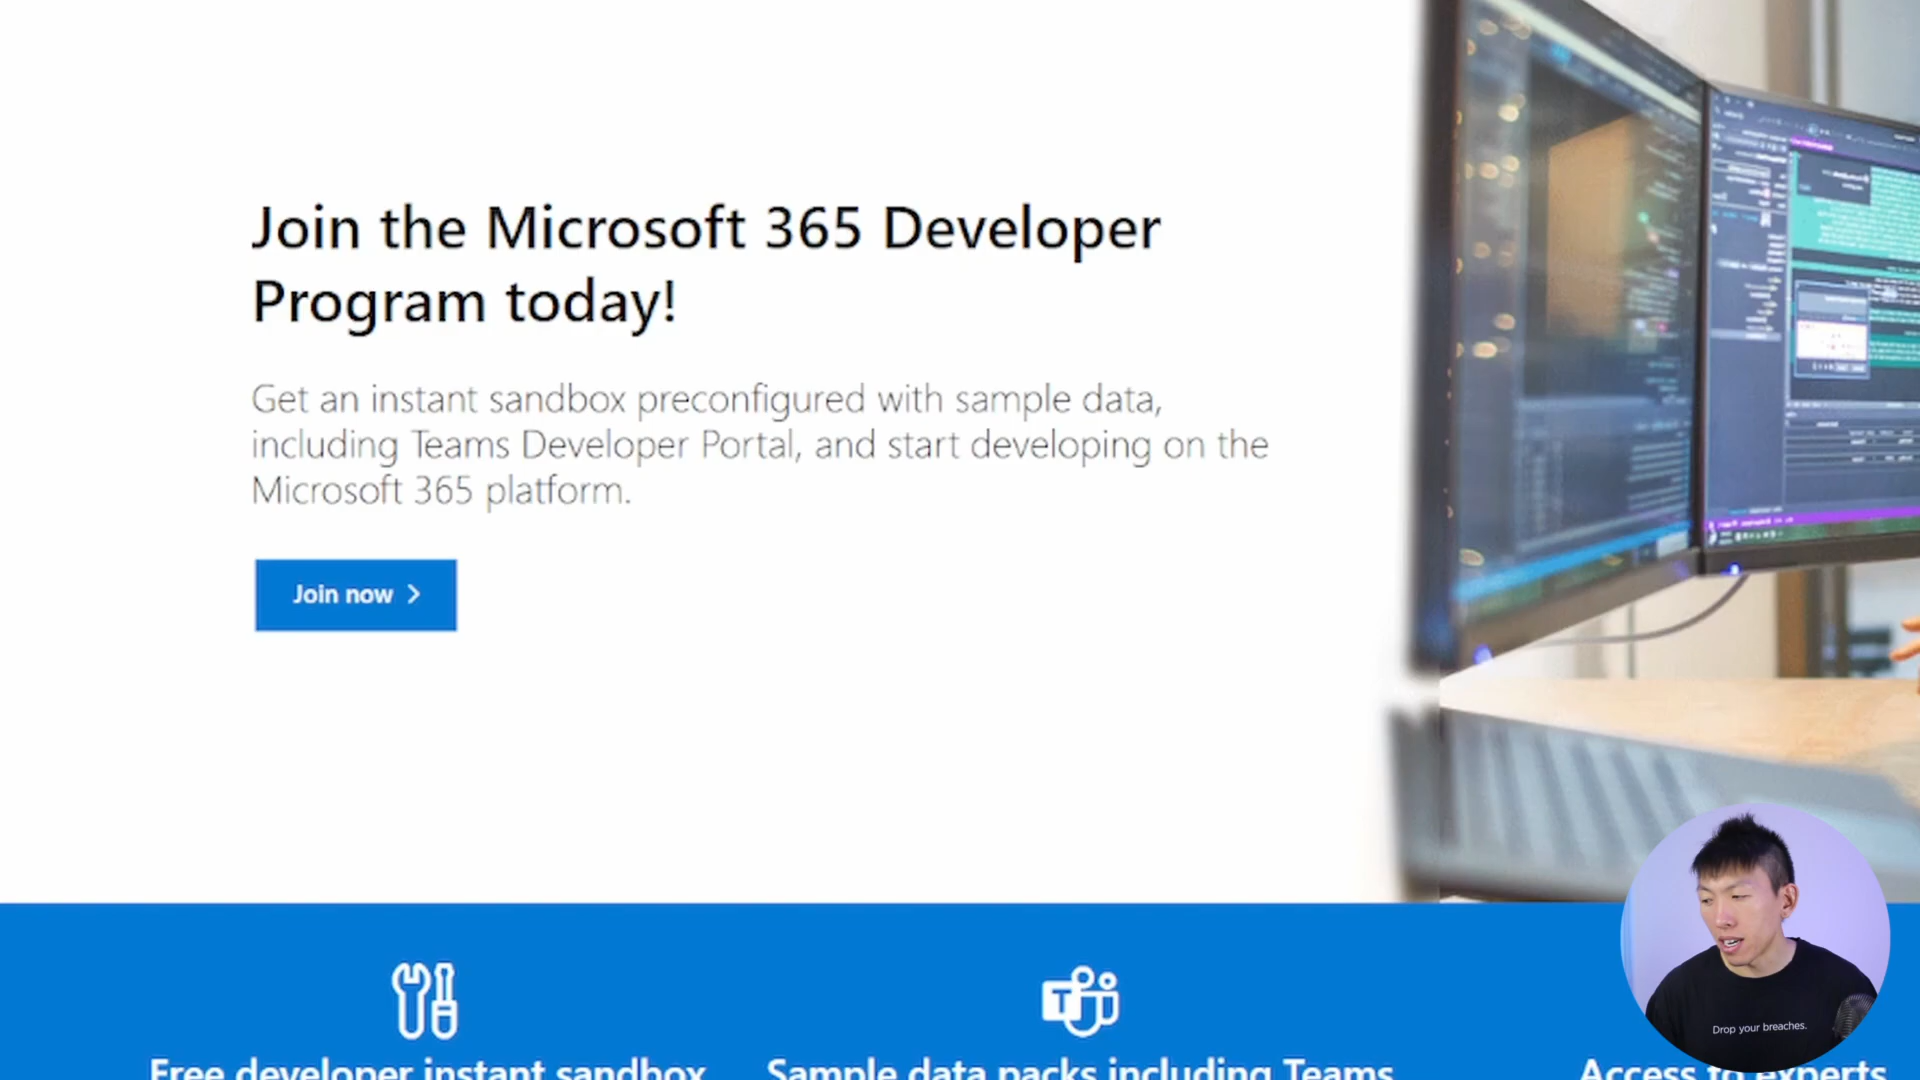 Join the Microsoft 365 Developer
Program today!
Get an instant sandbox preconfigured with sample data,
including Teams Developer Portal, and start developing on the
Microsoft 365 platform.
Join now
T
Free developer instant sandbox
Sample data packs including Teams
Access to experts
Drop your breaches.